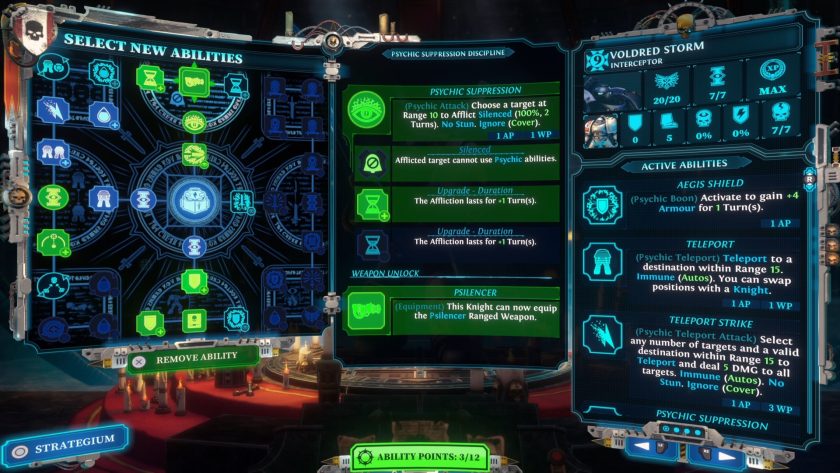 SELECT NEW ABILITIES
REMOVE ABILITY
STRATEGIUM
PSYCHIC SUPPRESSION DISCIPLINE
PSYCHIC SUPPRESSION
(Psychic Attack) Choose a target at
Range 10 to Afflict Silenced (100%, 2
Turns). No Stun. Ignore (Cover).
1 AP 1 WP
Silenced
Afflicted target cannot use Psychic abilities.
Upgrade - Duration
The Affliction lasts for +1 Turn(s).
Upgrade - Duration
The Affliction lasts for +1 Turn(s).
WEAPON UNLOCK
PSILENCER
(Equipment) This Knight can now equip
the Psilencer Ranged Weapon.
ABILITY POINTS: 3/12
VOLDRED STORM
INTERCEPTOR
XP
20/20 7/7 MAX
0 5 0% 0% 7/7
ACTIVE ABILITIES
R
AEGIS SHIELD
(Psychic Boon) Activate to gain +4
Armour for 1 Turn(s).
1 AP
TELEPORT
(Psychic Teleport) Teleport to a
destination within Range 15.
Immune (Autos). You can swap
positions with a Knight.
1 AP 1 WP
TELEPORT STRIKE
(Psychic Teleport Attack) Select
any number of targets and a valid
destination within Range 15 to
Teleport and deal 5 DMG to all
targets. Immune (Autos). No
Stun. Ignore (Cover).
1 AP 3 WP
PSYCHIC SUPPRESSION